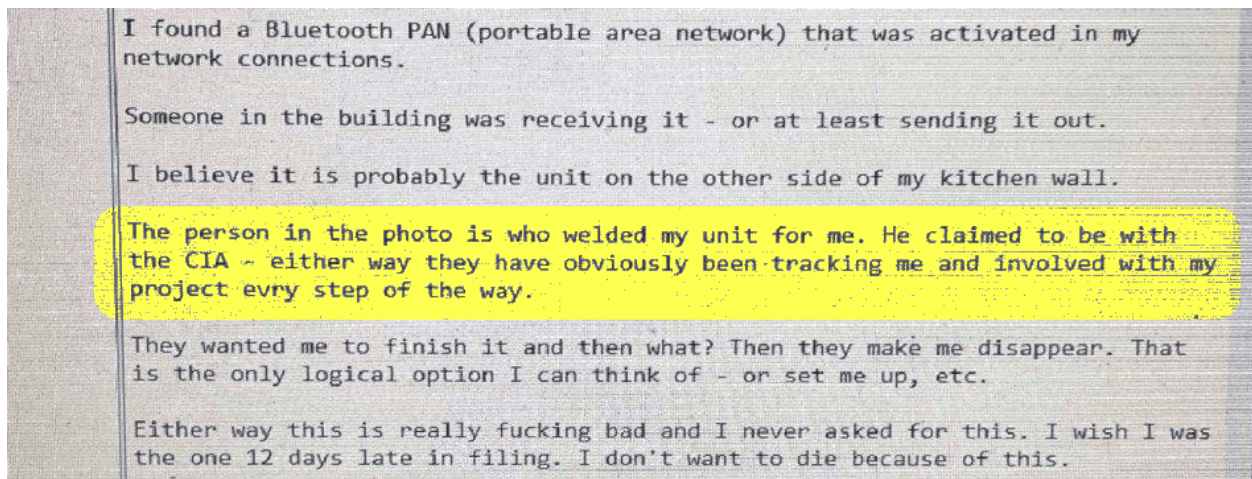 I found a Bluetooth PAN (portable area network) that was activated in my
network connections.
Someone in the building was receiving it - or at least sending it out.
I believe it is probably the unit on the other side of my kitchen wall.
The person in the photo is who welded my unit for me. He claimed to be with
the CIA - either way they have obviously been tracking me and involved with my
project evry step of the way.
They wanted me to finish it and then what? Then they make me disappear. That
is the only logical option I can think of - or set me up, etc.
Either way this is really fucking bad and I never asked for this. I wish I was
the one 12 days late in filing. I don't want to die because of this.